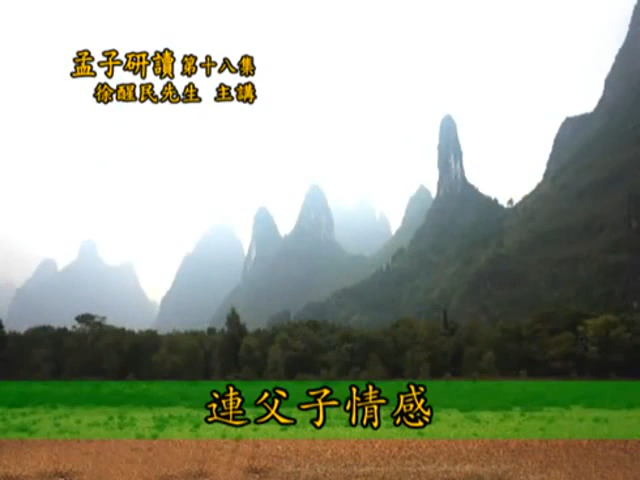 孟子研讀 第十八集
徐醒民先生 主講
連父子情感